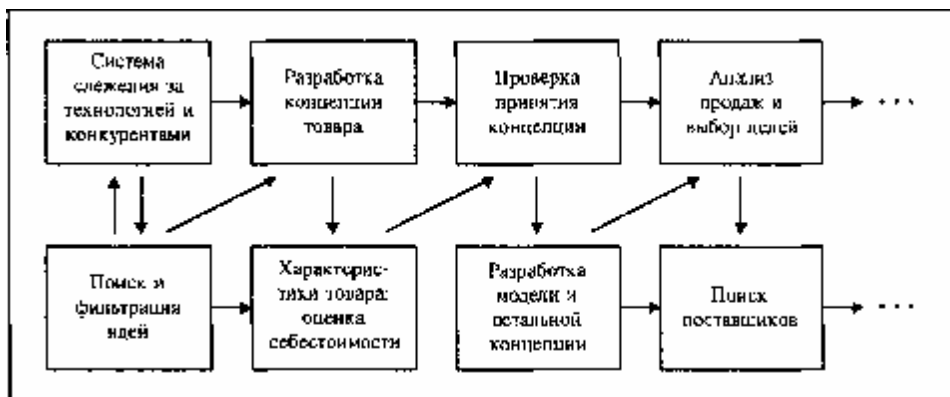 Система
слежения за
технологией и
конкурентами
Разработка
концепции
товара
Проверка
принятия
концепции
Анализ
продаж и
выбор целей
...
Поиск и
фильтрация
идей
Характерис-
тики товара:
оценка
себестоимости
Разработка
модели и
детальной
концепции
Поиск
поставщиков
...